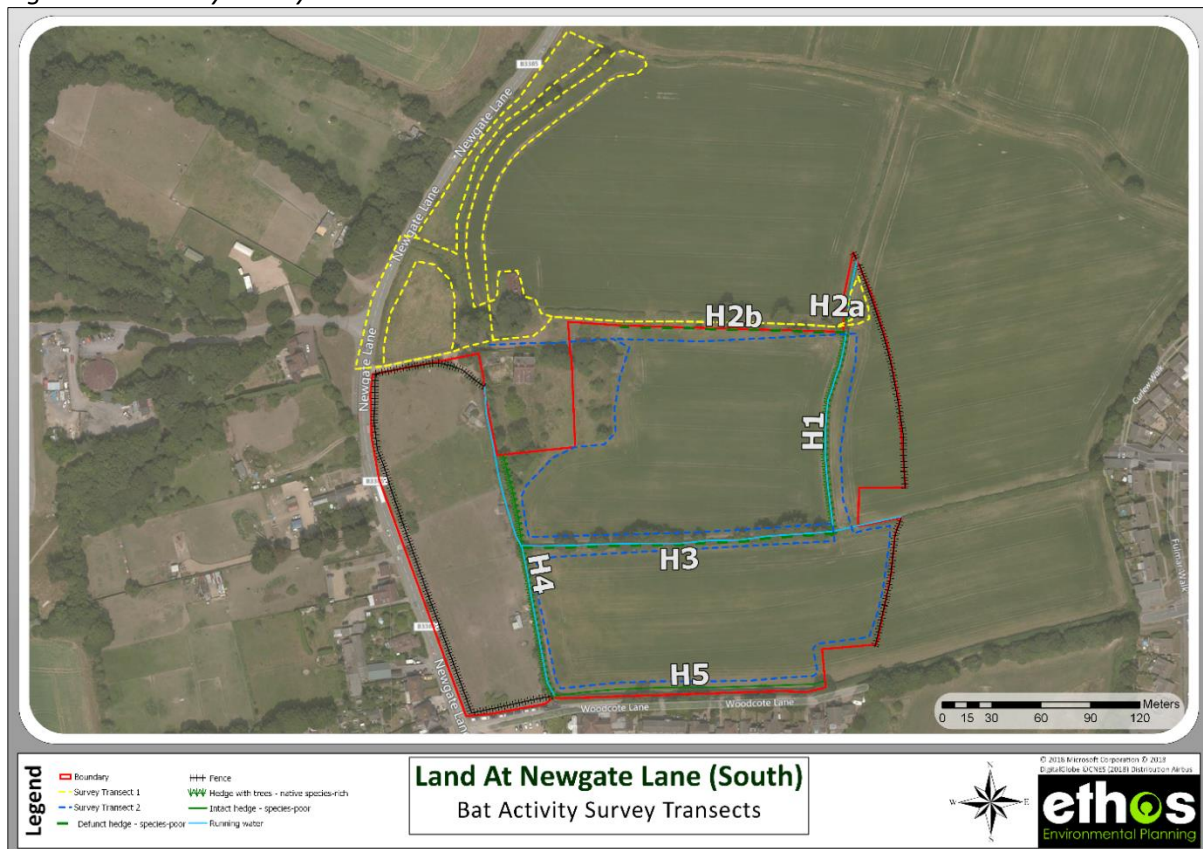 B3385
Newgate Lane
Newgate Lane
Newgate Lane
H2a
H2b
H1
Curlew Walk
H3
H4
H5
Newgate Lane
Woodcote Lane
Woodcote Lane
Meters
0 15 30 60 90 120
Legend
Boundary
Survey Transect 1
Survey Transect 2
Defunct hedge - species-poor
Fence
Hedge with trees - native species-rich
Intact hedge - species-poor
Running water
Land At Newgate Lane (South)
Bat Activity Survey Transects
N
W E
S
© 2018 Microsoft Corporation © 2018
DigitalGlobe ©CNES (2018) Distribution Airbus
ethos
Environmental Planning